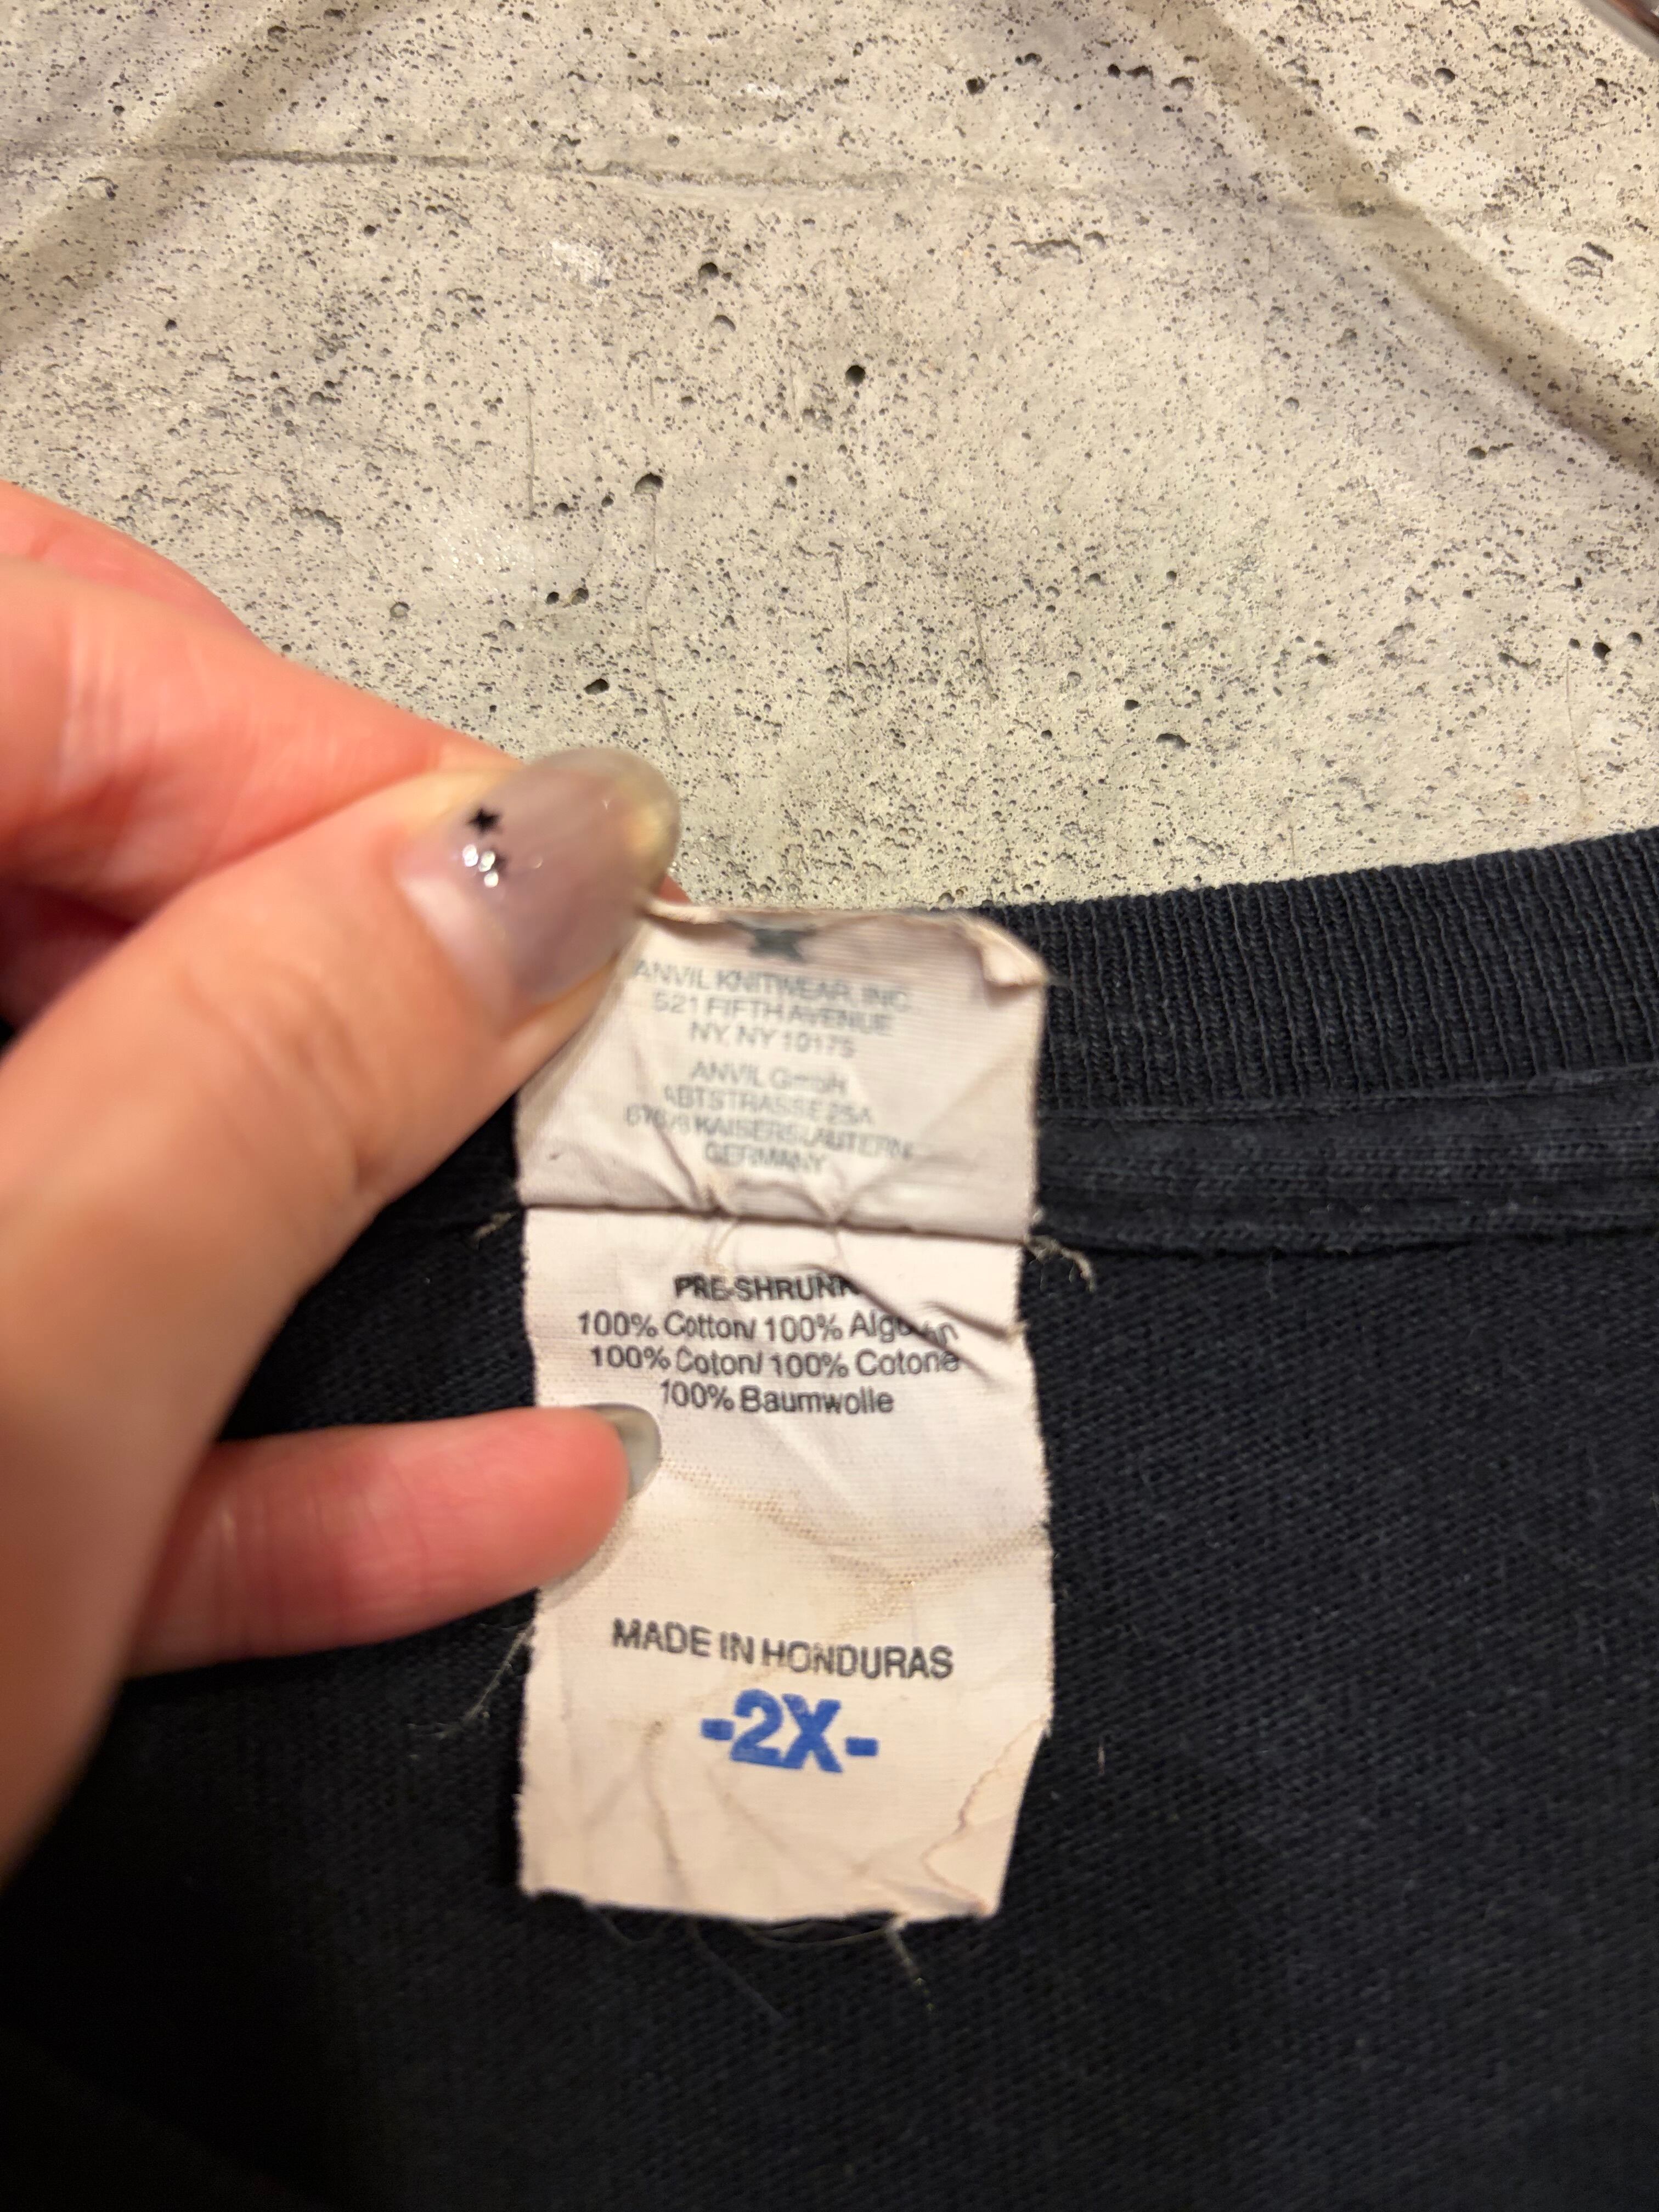 ANVIL KNITWEAR, INC.
521 FIFTH AVENUE
NY, NY 10175
ANVIL GmbH
ABTSTRASSE 25A
KAISERSLAUTERN
GERMANY
PRE-SHRUNK
100% Cotton/ 100% Algodón
100% Coton/ 100% Cotone
100% Baumwolle
MADE IN HONDURAS
-2X-